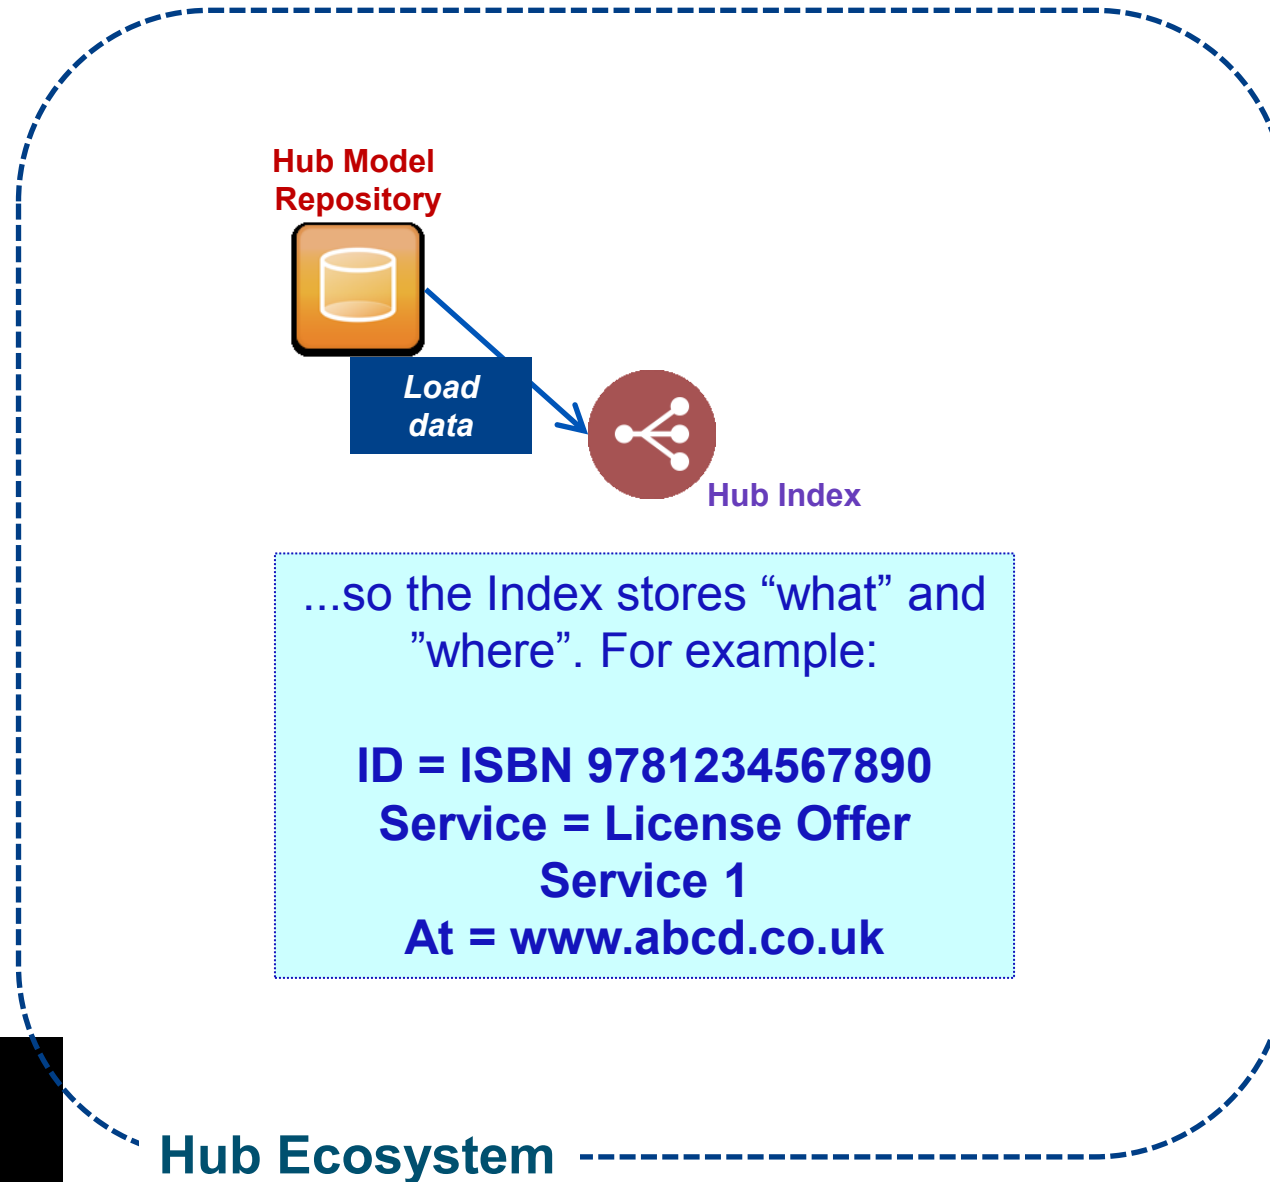 Hub Model
Repository
Load
data
Hub Index
...so the Index stores “what” and
”where”. For example:
ID = ISBN 9781234567890
Service = License Offer
Service 1
At = www.abcd.co.uk
Hub Ecosystem